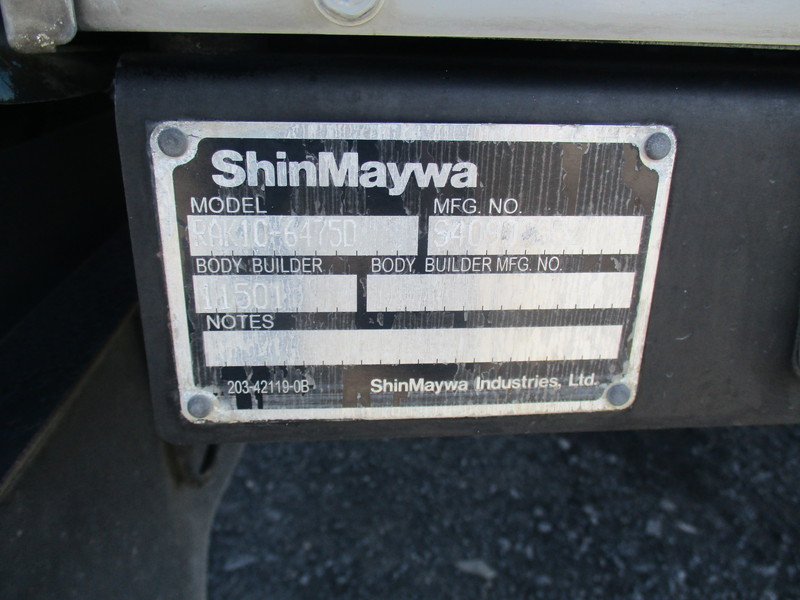 ShinMaywa
MODEL MFG. NO.
RAK10-6475D
BODY BUILDER BODY BUILDER MFG. NO.
11501
NOTES
203-42119-0B ShinMaywa Industries, Ltd.